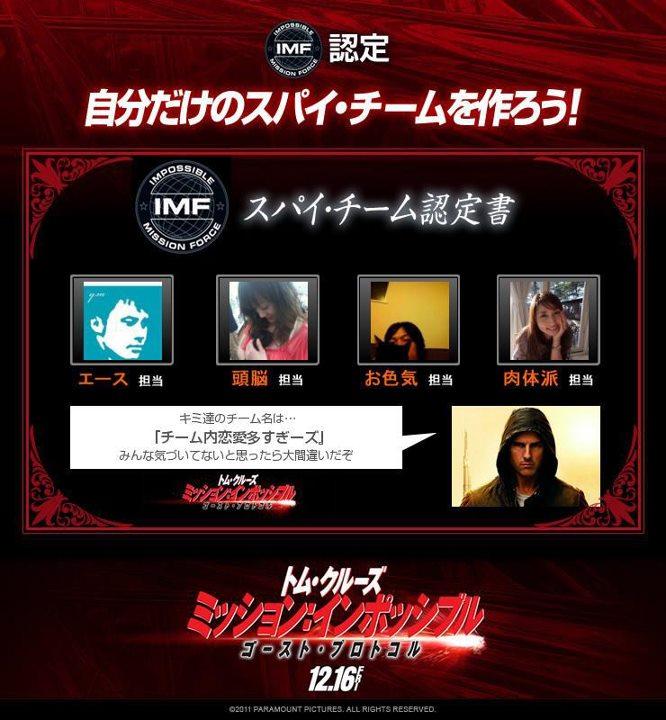 IMPOSSIBLE
IMF
MISSION FORCE
認定
自分だけのスパイ・チームを作ろう!
IMPOSSIBLE
IMF
MISSION FORCE
スパイ・チーム認定書
エース 担当
頭脳 担当
お色気 担当
肉体派 担当
キミ達のチーム名は…
「チーム内恋愛多すぎーズ」
みんな気づいてないと思ったら大間違いだぞ
トム・クルーズ
ミッション:インポッシブル
ゴースト・プロトコル
トム・クルーズ
ミッション:インポッシブル
ゴースト・プロトコル
12.16 FRI
©2011 PARAMOUNT PICTURES. ALL RIGHTS RESERVED.